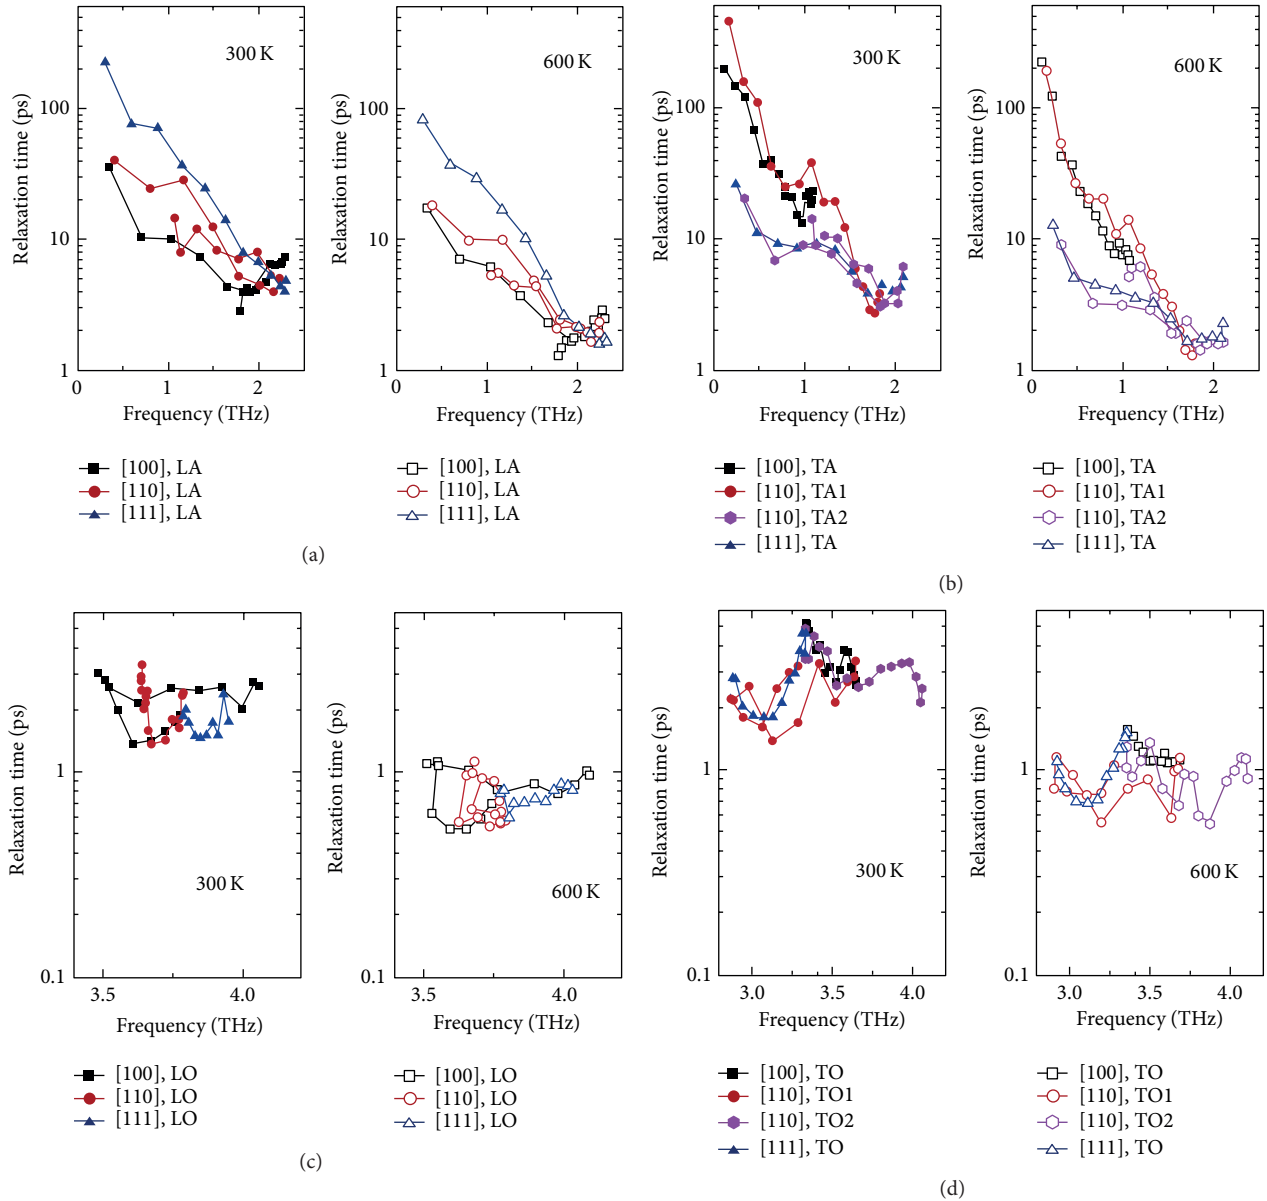 300 K
100
10
1
0
1
2
Relaxation time (ps)
Frequency (THz)
600 K
100
10
1
0
1
2
Relaxation time (ps)
Frequency (THz)
[100], LA
[110], LA
[111], LA
[100], LA
[110], LA
[111], LA
(a)
300 K
100
10
1
0
1
2
Relaxation time (ps)
Frequency (THz)
600 K
100
10
1
0
1
2
Relaxation time (ps)
Frequency (THz)
[100], TA
[110], TA1
[110], TA2
[111], TA
[100], TA
[110], TA1
[110], TA2
[111], TA
(b)
1
0.1
3.5
4.0
300 K
Relaxation time (ps)
Frequency (THz)
1
0.1
3.5
4.0
600 K
Relaxation time (ps)
Frequency (THz)
[100], LO
[110], LO
[111], LO
[100], LO
[110], LO
[111], LO
(c)
1
0.1
3.0
3.5
4.0
300 K
Relaxation time (ps)
Frequency (THz)
1
0.1
3.0
3.5
4.0
600 K
Relaxation time (ps)
Frequency (THz)
[100], TO
[110], TO1
[110], TO2
[111], TO
[100], TO
[110], TO1
[110], TO2
[111], TO
(d)